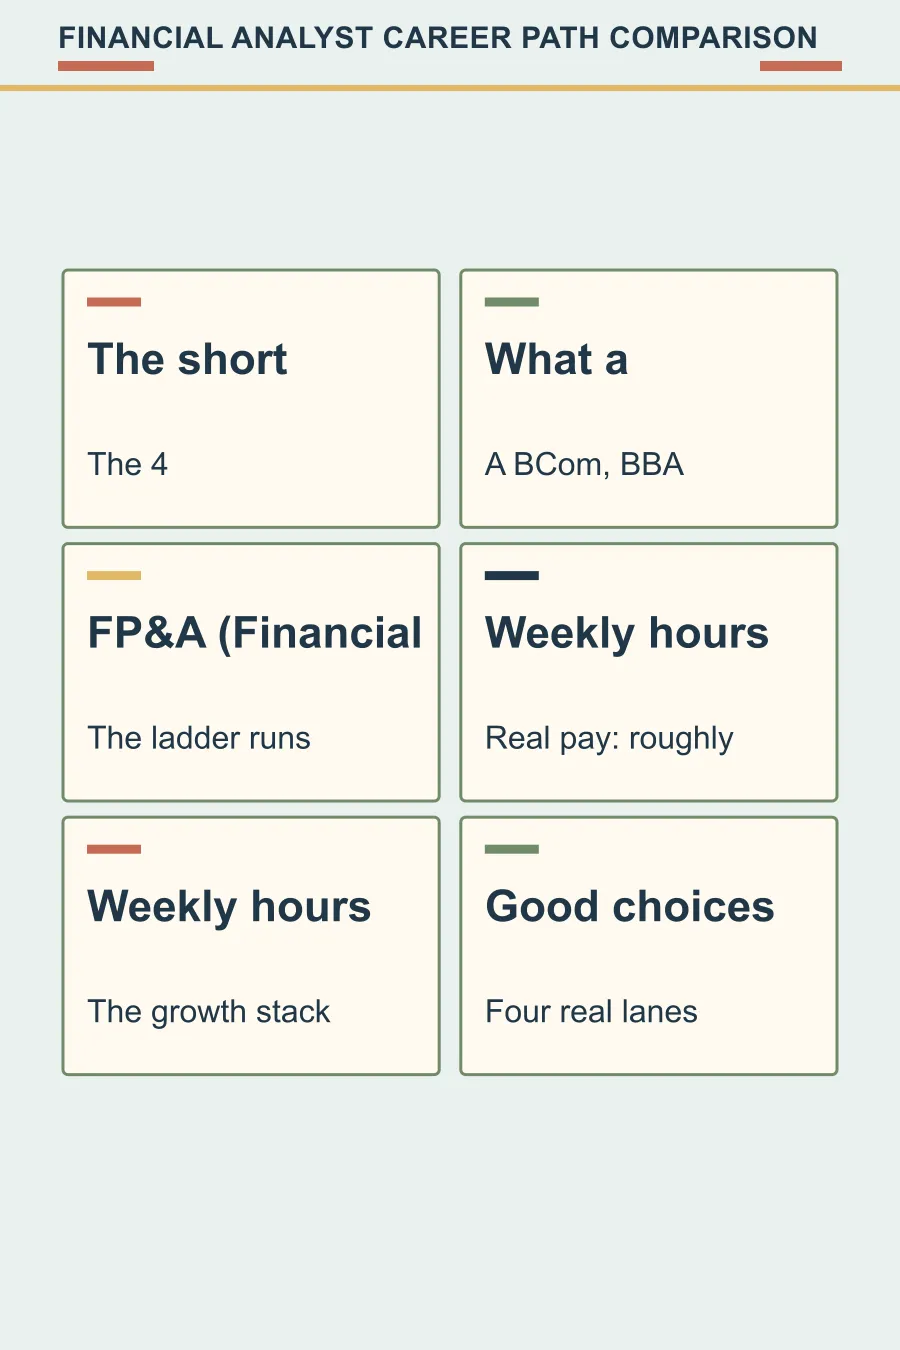 FINANCIAL ANALYST CAREER PATH COMPARISON
The short
The 4
What a
A BCom, BBA
FP&A (Financial
The ladder runs
Weekly hours
Real pay: roughly
Weekly hours
The growth stack
Good choices
Four real lanes